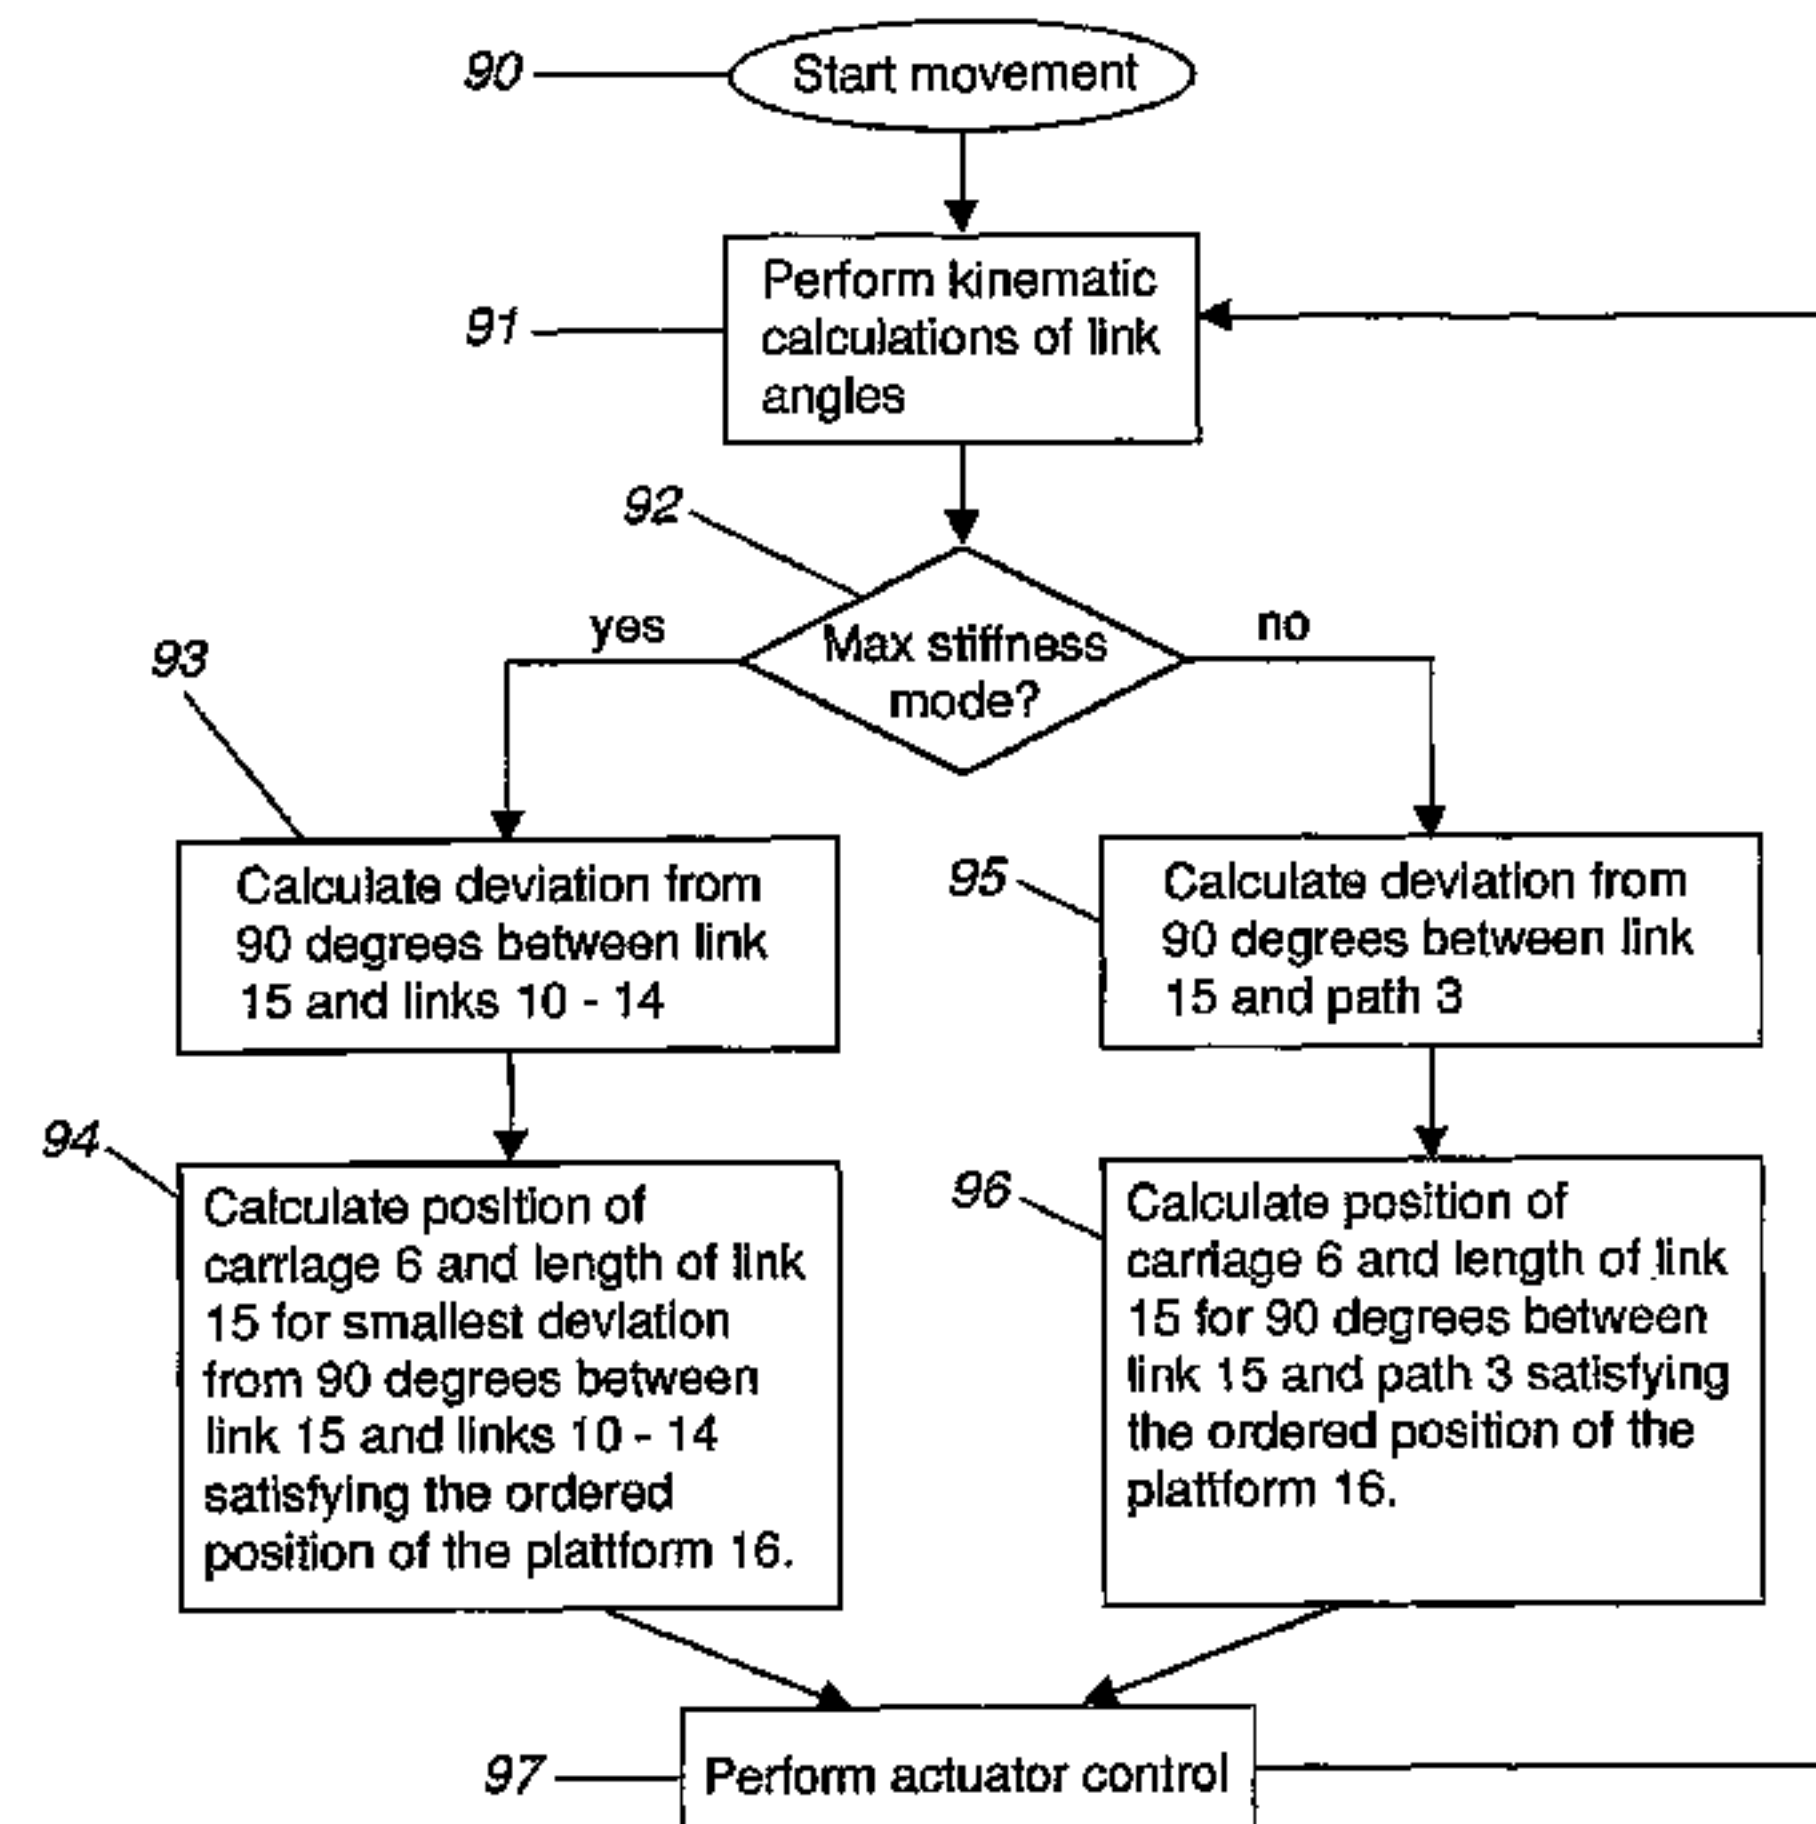 90
Start movement
91
Perform kinematic
calculations of link
angles
92
Max stiffness
mode?
yes
no
93
Calculate deviation from
90 degrees between link
15 and links 10 - 14
95
Calculate deviation from
90 degrees between link
15 and path 3
94
Calculate position of
carriage 6 and length of link
15 for smallest deviation
from 90 degrees between
link 15 and links 10 - 14
satisfying the ordered
position of the plattform 16.
96
Calculate position of
carriage 6 and length of link
15 for 90 degrees between
link 15 and path 3 satisfying
the ordered position of the
plattform 16.
97
Perform actuator control